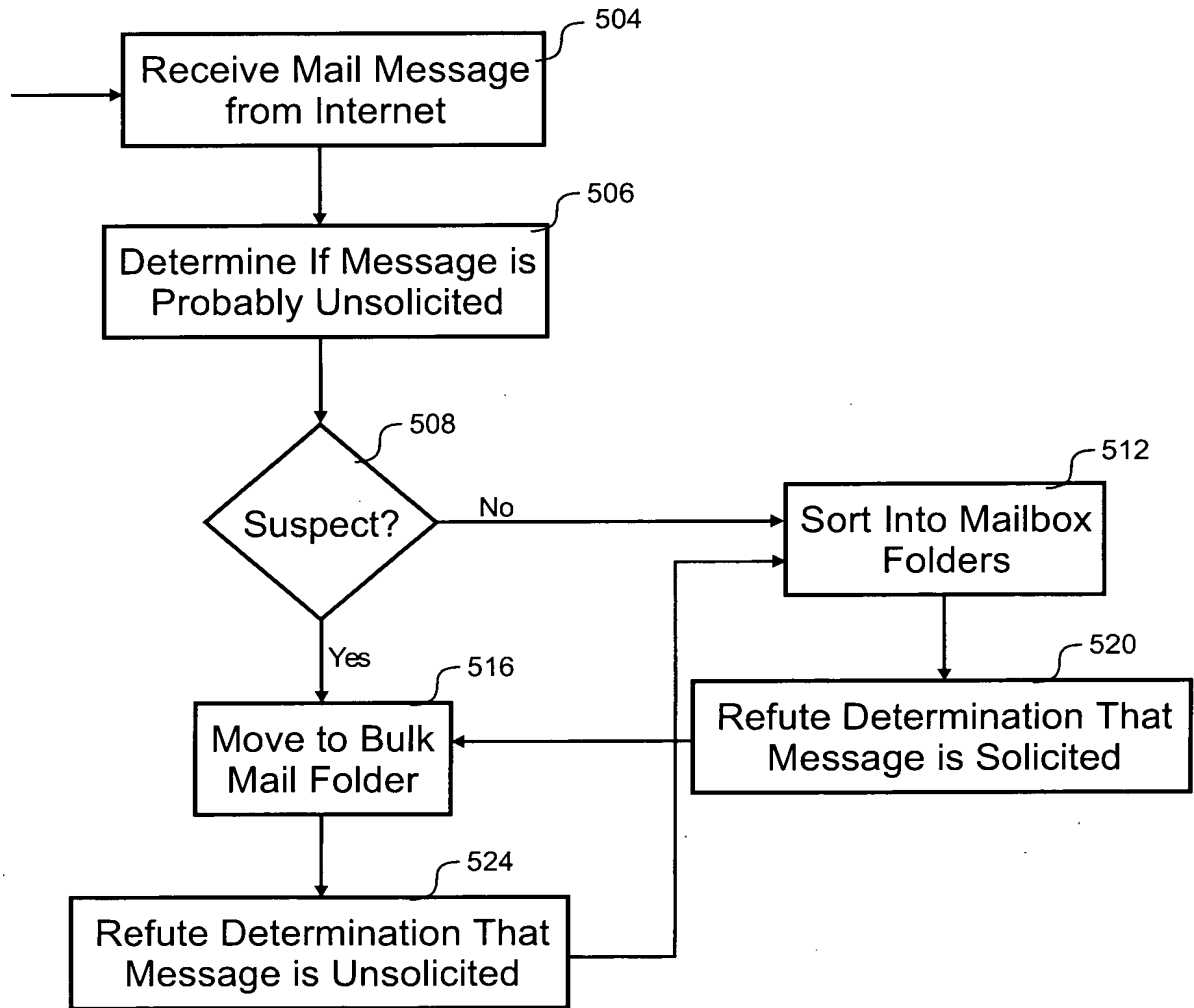 504
Receive Mail Message
from Internet
506
Determine If Message is
Probably Unsolicited
508
Suspect?
No
Yes
512
Sort Into Mailbox
Folders
516
Move to Bulk
Mail Folder
520
Refute Determination That
Message is Solicited
524
Refute Determination That
Message is Unsolicited